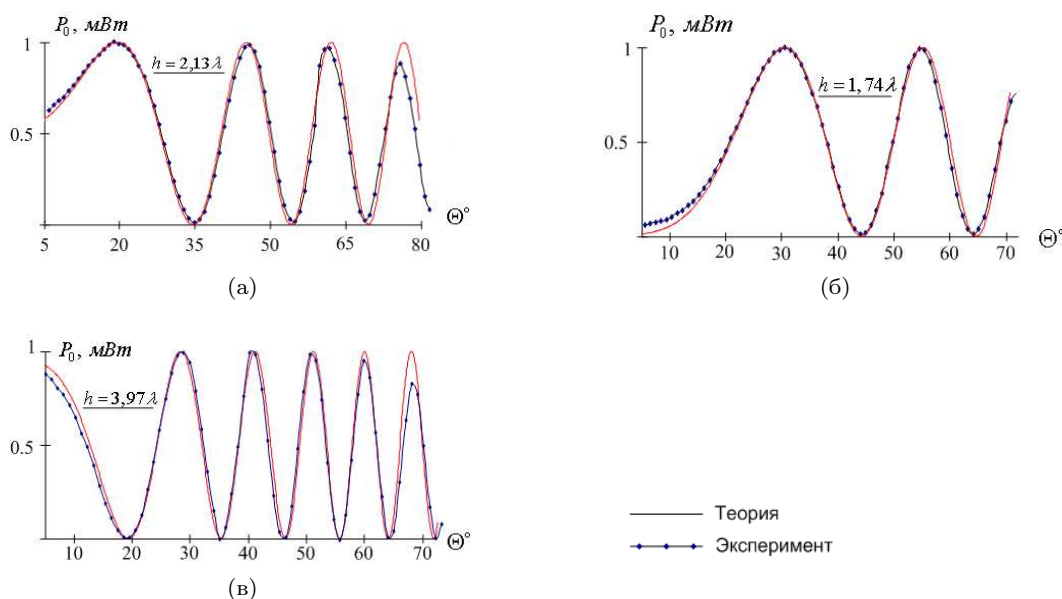 P₀, мВт
1
h = 2,13λ
0.5
Θ°
5 20 35 50 65 80
(а)
P₀, мВт
1
h = 1,74λ
0.5
10 20 30 40 50 60 70 Θ°
(б)
1 P₀, мВт
h = 3,97λ
0.5
Θ°
10 20 30 40 50 60 70
(в)
Теория
Эксперимент